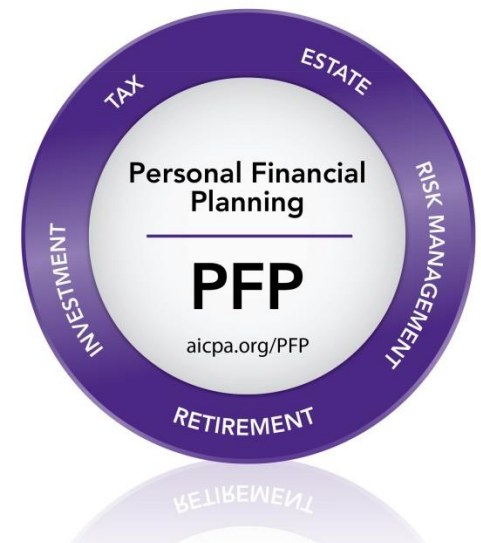 TAX
ESTATE
RISK MANAGEMENT
RETIREMENT
INVESTMENT
Personal Financial
Planning
PFP
aicpa.org/PFP
RETIREMENT